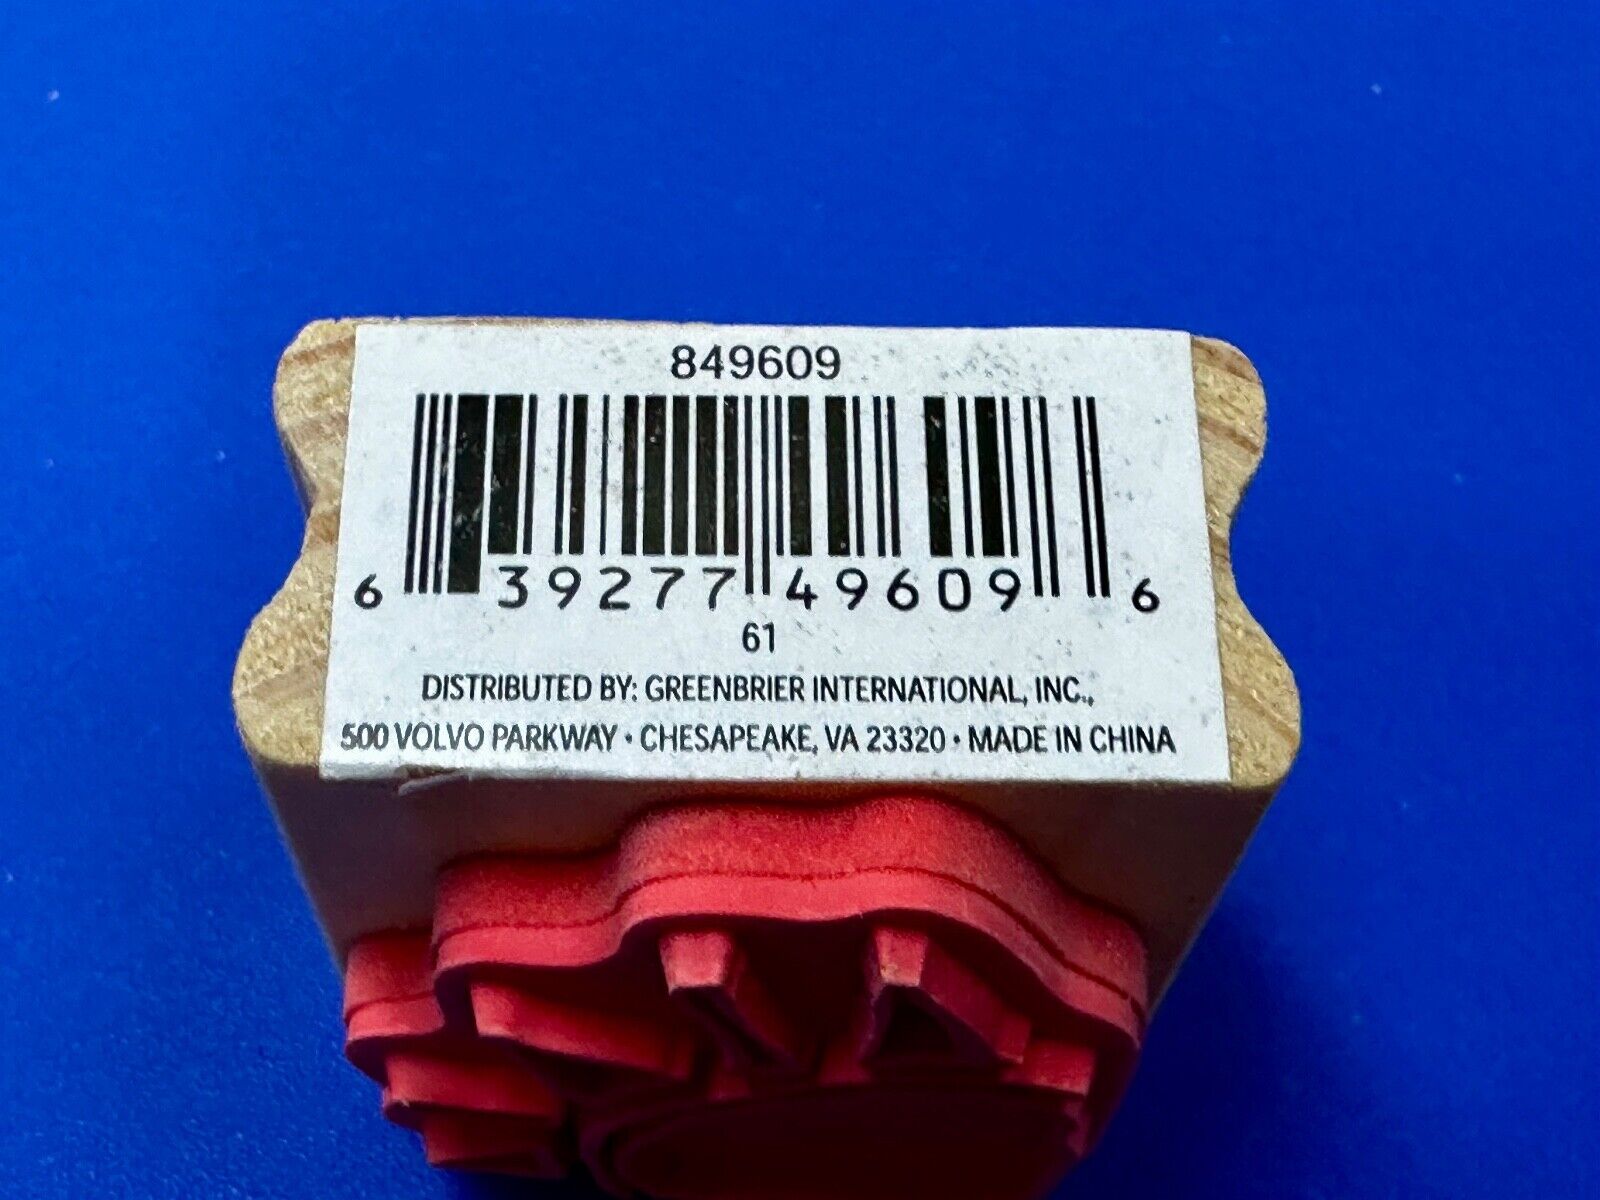 849609
6 39277 49609 6
61
DISTRIBUTED BY: GREENBRIER INTERNATIONAL, INC.,
500 VOLVO PARKWAY • CHESAPEAKE, VA 23320 • MADE IN CHINA